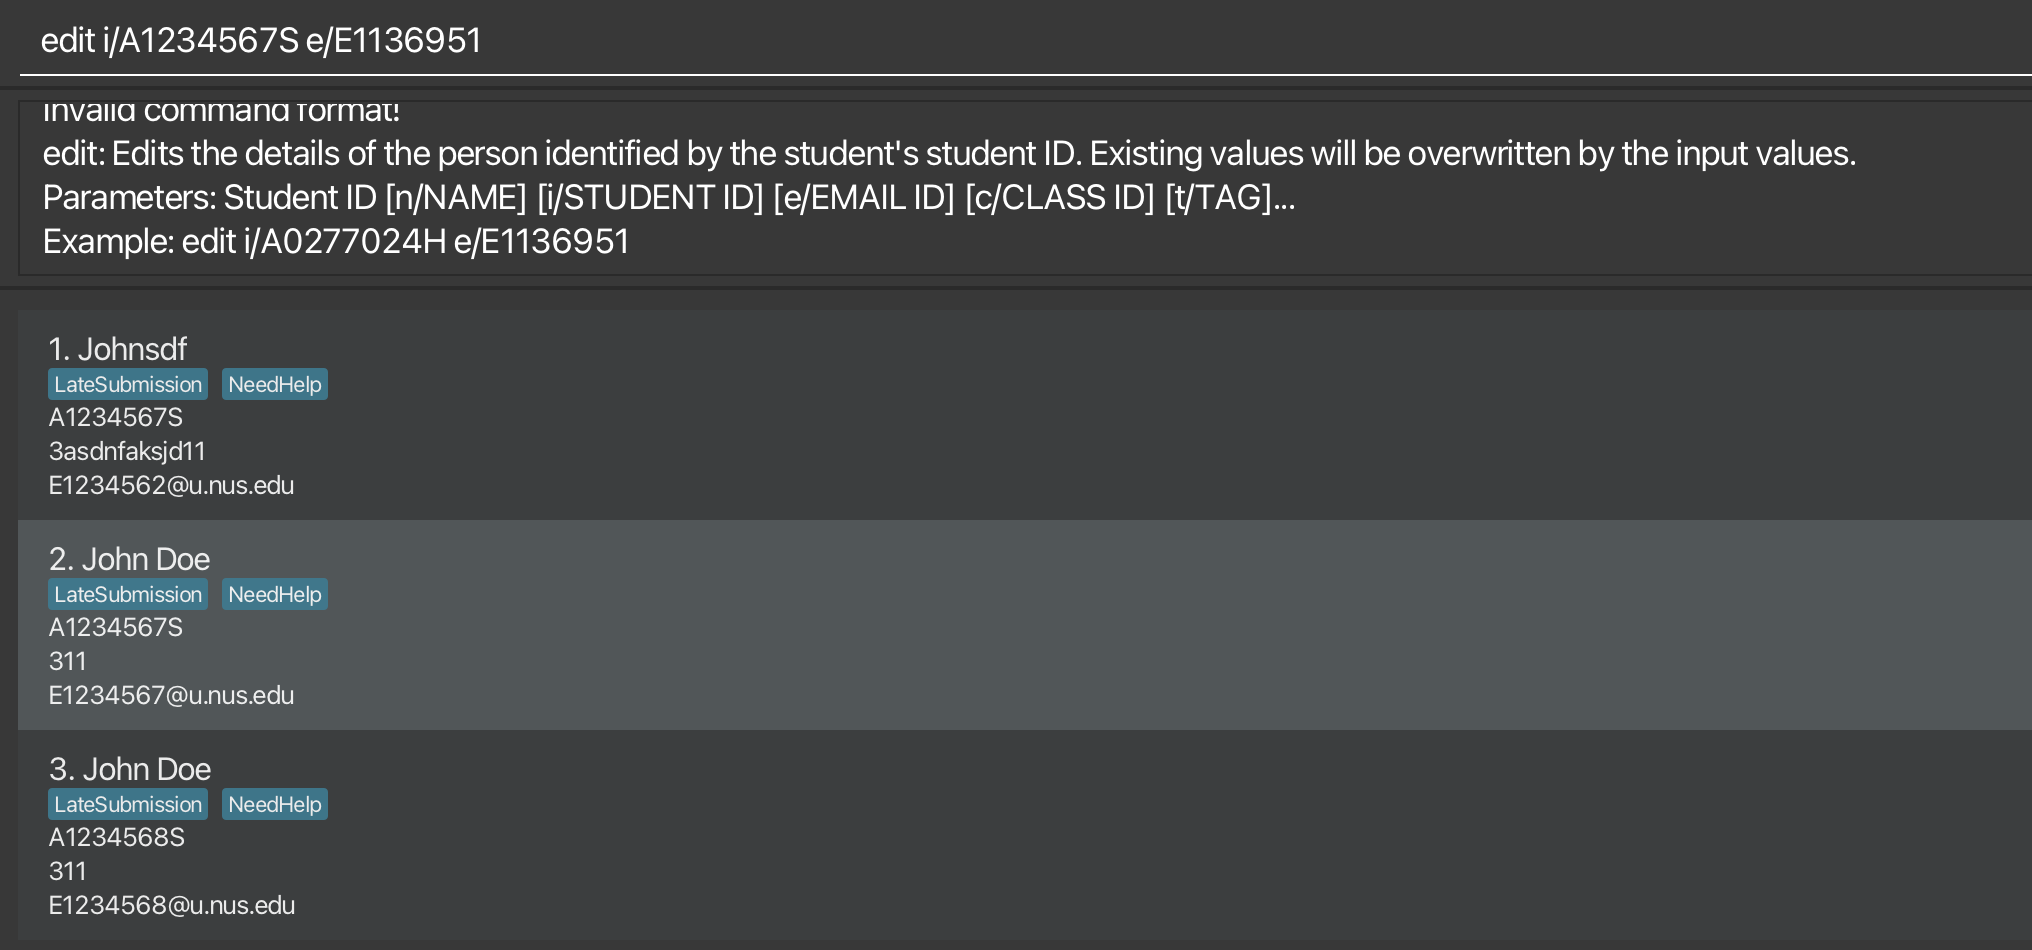 edit i/A1234567S e/E1136951
Invalid command format!
edit: Edits the details of the person identified by the student's student ID. Existing values will be overwritten by the input values.
Parameters: Student ID [n/NAME] [i/STUDENT ID] [e/EMAIL ID] [c/CLASS ID] [t/TAG]...
Example: edit i/A0277024H e/E1136951
1. Johnsdf
LateSubmission NeedHelp
A1234567S
3asdnfaksjd11
E1234562@u.nus.edu
2. John Doe
LateSubmission NeedHelp
A1234567S
311
E1234567@u.nus.edu
3. John Doe
LateSubmission NeedHelp
A1234568S
311
E1234568@u.nus.edu